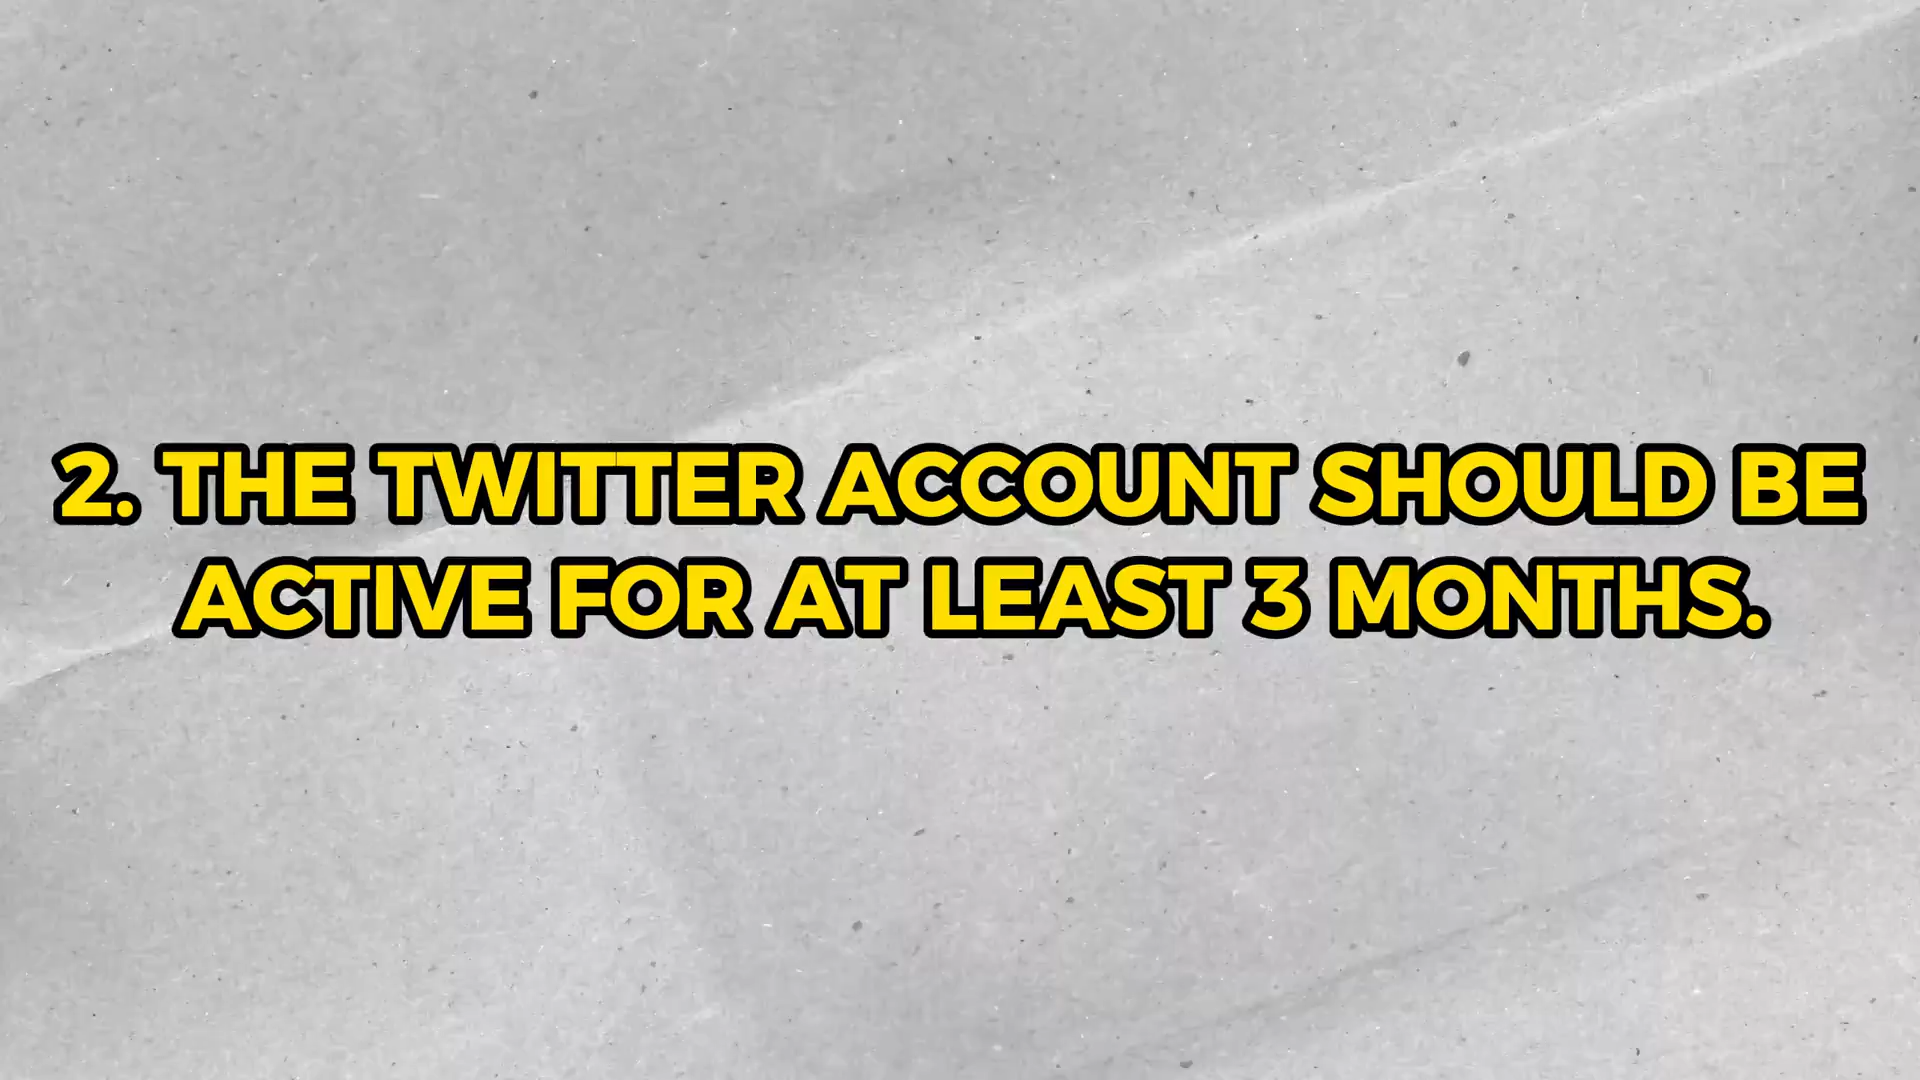 2. THE TWITTER ACCOUNT SHOULD BE
ACTIVE FOR AT LEAST 3 MONTHS.